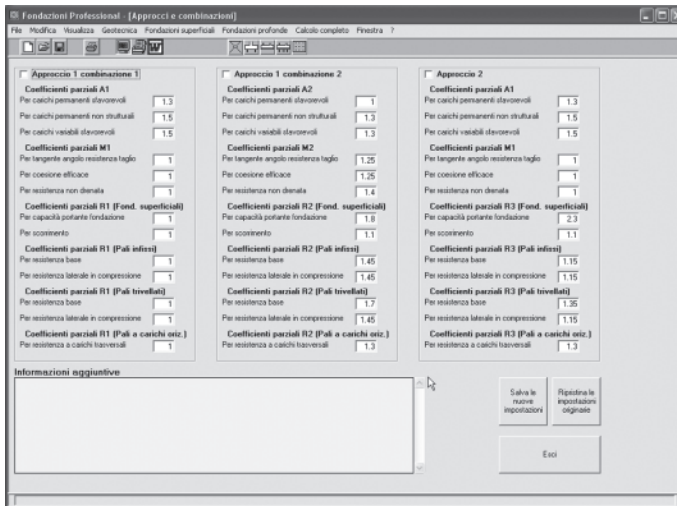 Fondazioni Professional - [Approcci e combinazioni]
File Modifica Visualizza Geotecnica Fondazioni superficiali Fondazioni profonde Calcolo completo Finestra ?
W
Approccio 1 combinazione 1
Coefficienti parziali A1
Per carichi permanenti sfavorevoli 1.3
Per carichi permanenti non strutturali 1.5
Per carichi variabili sfavorevoli 1.5
Coefficienti parziali M1
Per tangente angolo resistenza taglio 1
Per coesione efficace 1
Per resistenza non drenata 1
Coefficienti parziali R1 (Fond. superficiali)
Per capacità portante fondazione 1
Per scorrimento 1
Coefficienti parziali R1 (Pali infissi)
Per resistenza base 1
Per resistenza laterale in compressione 1
Coefficienti parziali R1 (Pali trivellati)
Per resistenza base 1
Per resistenza laterale in compressione 1
Coefficienti parziali R1 (Pali a carichi oriz.)
Per resistenza a carichi trasversali 1
Approccio 1 combinazione 2
Coefficienti parziali A2
Per carichi permanenti sfavorevoli 1
Per carichi permanenti non strutturali 1.3
Per carichi variabili sfavorevoli 1.3
Coefficienti parziali M2
Per tangente angolo resistenza taglio 1.25
Per coesione efficace 1.25
Per resistenza non drenata 1.4
Coefficienti parziali R2 (Fond. superficiali)
Per capacità portante fondazione 1.8
Per scorrimento 1.1
Coefficienti parziali R2 (Pali infissi)
Per resistenza base 1.45
Per resistenza laterale in compressione 1.45
Coefficienti parziali R2 (Pali trivellati)
Per resistenza base 1.7
Per resistenza laterale in compressione 1.45
Coefficienti parziali R2 (Pali a carichi oriz.)
Per resistenza a carichi trasversali 1.3
Approccio 2
Coefficienti parziali A1
Per carichi permanenti sfavorevoli 1.3
Per carichi permanenti non strutturali 1.5
Per carichi variabili sfavorevoli 1.5
Coefficienti parziali M1
Per tangente angolo resistenza taglio 1
Per coesione efficace 1
Per resistenza non drenata 1
Coefficienti parziali R3 (Fond. superficiali)
Per capacità portante fondazione 2.3
Per scorrimento 1.1
Coefficienti parziali R3 (Pali infissi)
Per resistenza base 1.15
Per resistenza laterale in compressione 1.15
Coefficienti parziali R3 (Pali trivellati)
Per resistenza base 1.35
Per resistenza laterale in compressione 1.15
Coefficienti parziali R3 (Pali a carichi oriz.)
Per resistenza a carichi trasversali 1.3
Informazioni aggiuntive
Salva le
nuove
impostazioni
Ripristina le
impostazioni
originarie
Esci